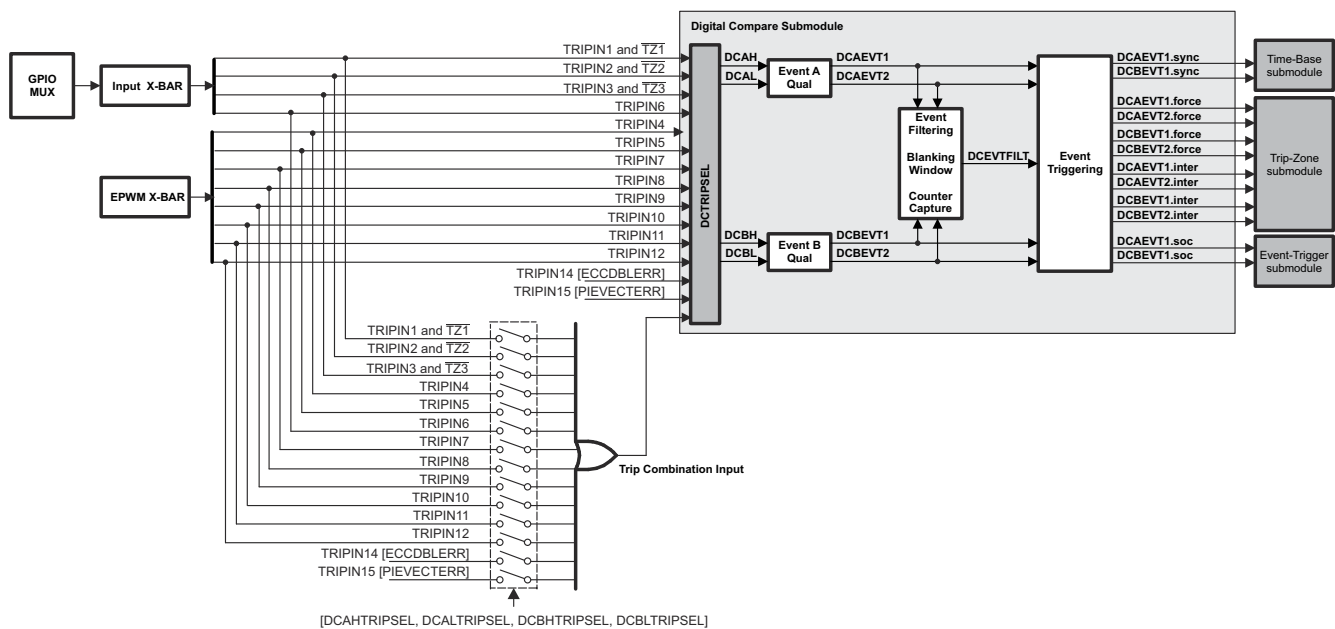 Digital Compare Submodule
GPIO
MUX
Input X-BAR
EPWM X-BAR
TRIPIN1 and TZ1
TRIPIN2 and TZ2
TRIPIN3 and TZ3
TRIPIN6
TRIPIN4
TRIPIN5
TRIPIN7
TRIPIN8
TRIPIN9
TRIPIN10
TRIPIN11
TRIPIN12
TRIPIN14 [ECCDBLERR]
TRIPIN15 [PIEVECTERR]
DCTRIPSEL
DCAH
DCAL
Event A
Qual
DCAEVT1
DCAEVT2
Event
Filtering
Blanking
Window
Counter
Capture
DCEVTFILT
DCBH
DCBL
Event B
Qual
DCBEVT1
DCBEVT2
Event
Triggering
DCAEVT1.sync
DCBEVT1.sync
DCAEVT1.force
DCAEVT2.force
DCBEVT1.force
DCBEVT2.force
DCAEVT1.inter
DCAEVT2.inter
DCBEVT1.inter
DCBEVT2.inter
DCAEVT1.soc
DCBEVT1.soc
Time-Base
submodule
Trip-Zone
submodule
Event-Trigger
submodule
TRIPIN1 and TZ1
TRIPIN2 and TZ2
TRIPIN3 and TZ3
TRIPIN4
TRIPIN5
TRIPIN6
TRIPIN7
TRIPIN8
TRIPIN9
TRIPIN10
TRIPIN11
TRIPIN12
TRIPIN14 [ECCDBLERR]
TRIPIN15 [PIEVECTERR]
Trip Combination Input
[DCAHTRIPSEL, DCALTRIPSEL, DCBHTRIPSEL, DCBLTRIPSEL]